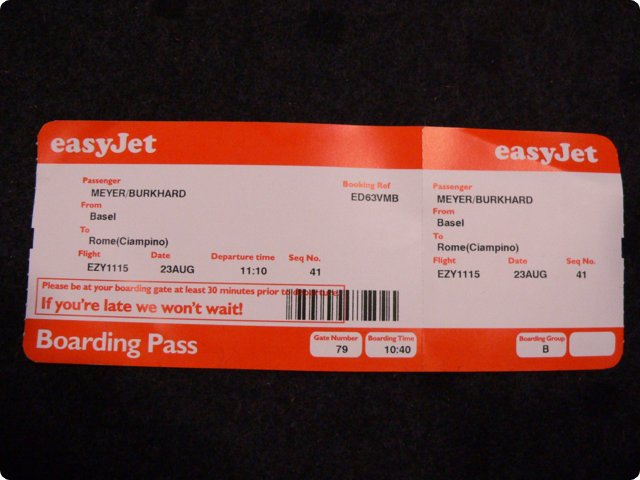 easyJet
Passenger
MEYER/BURKHARD
Booking Ref
ED63VMB
From
Basel
To
Rome(Ciampino)
Flight Date Departure time Seq No.
EZY1115 23AUG 11:10 41
Please be at your boarding gate at least 30 minutes prior to departure.
If you're late we won't wait!
Boarding Pass
Gate Number Boarding Time
79 10:40
easyJet
Passenger
MEYER/BURKHARD
From
Basel
To
Rome(Ciampino)
Flight Date Seq No.
EZY1115 23AUG 41
Boarding Group
B